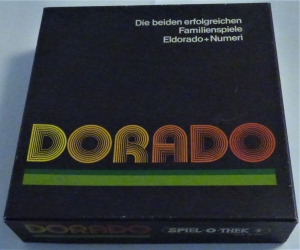 Die beiden erfolgreichen
Familienspiele
Eldorado+Numeri
DORADO
DORADO
SPIEL-O-THEK